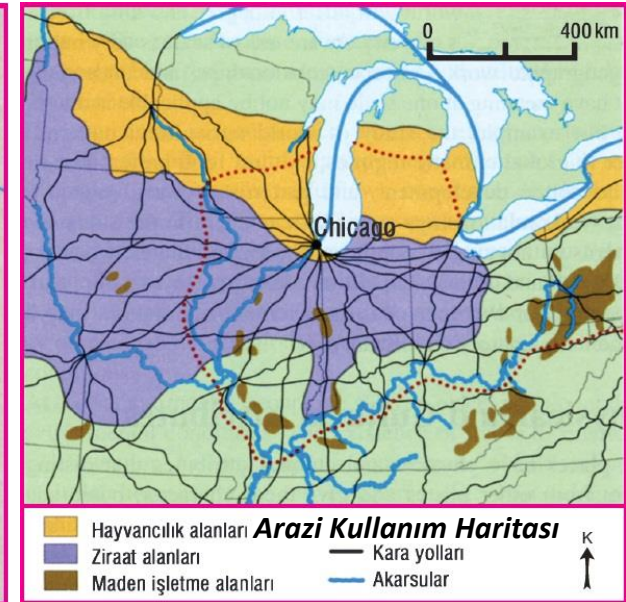 0 400 km
Chicago
Hayvancılık alanları Arazi Kullanım Haritası
Ziraat alanları
Maden işletme alanları
Kara yolları
Akarsular
K